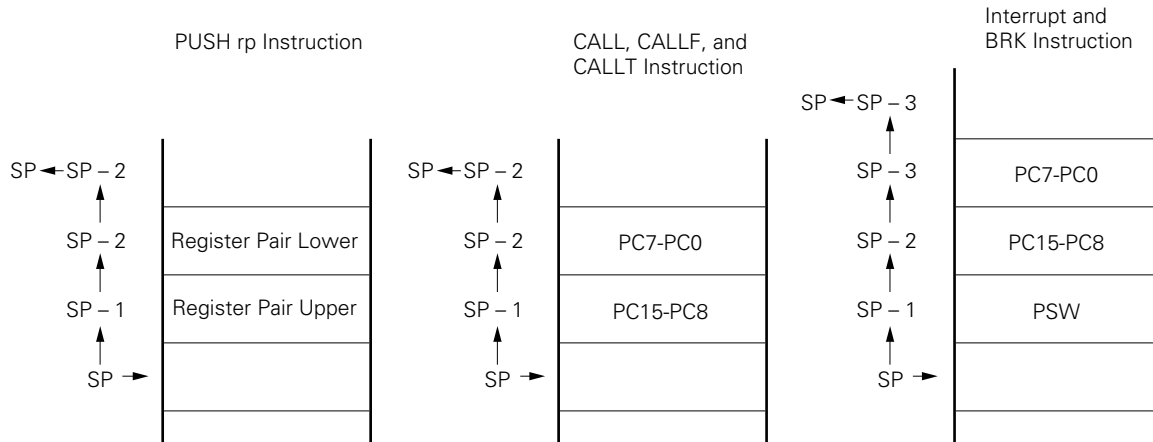 PUSH rp Instruction
SP SP – 2
SP – 2
Register Pair Lower
SP – 1
Register Pair Upper
SP
CALL, CALLF, and
CALLT Instruction
SP SP – 2
SP – 2
PC7-PC0
SP – 1
PC15-PC8
SP
Interrupt and
BRK Instruction
SP SP – 3
SP – 3
PC7-PC0
SP – 2
PC15-PC8
SP – 1
PSW
SP